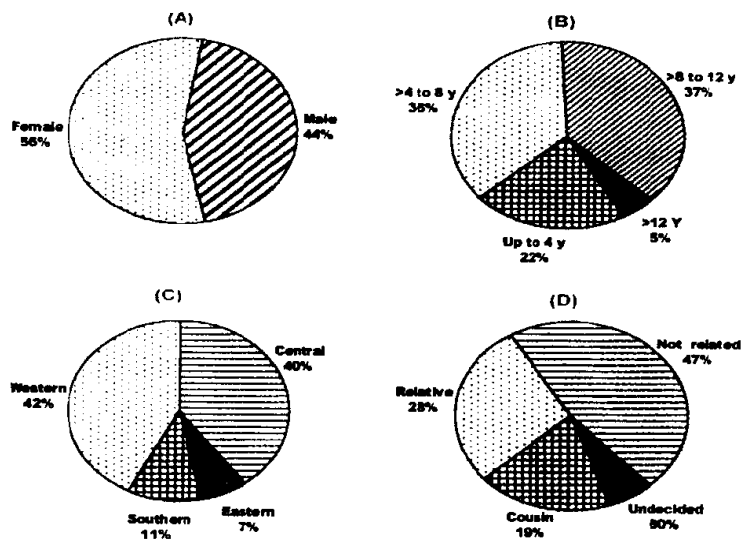 (A)
Female
56%
Male
44%
(B)
>4 to 8 y
36%
>8 to 12 y
37%
>12 Y
5%
Up to 4 y
22%
(C)
Western
42%
Central
40%
Southern
11%
Eastern
7%
(D)
Relative
28%
Not related
47%
Cousin
19%
Undecided
60%